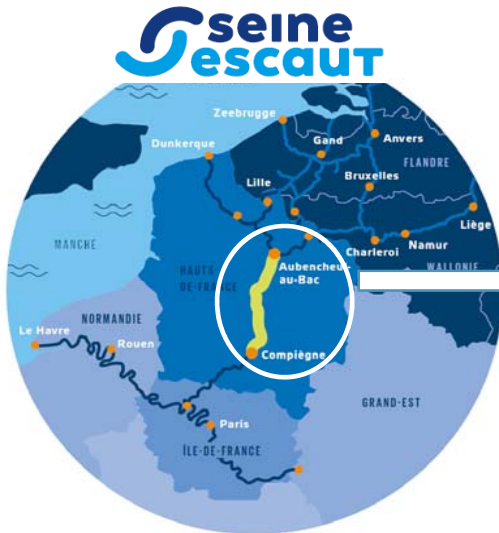 seine
escaut
Zeebrugge
Dunkerque
Gand
Anvers
FLANDRE
Lille
Bruxelles
Liège
MANCHE
Charleroi
Namur
HAUTS-
DE-FRANCE
Aubencheul-
au-Bac
WALLONIE
NORMANDIE
Le Havre
Rouen
Compiègne
GRAND-EST
Paris
ÎLE-DE-FRANCE